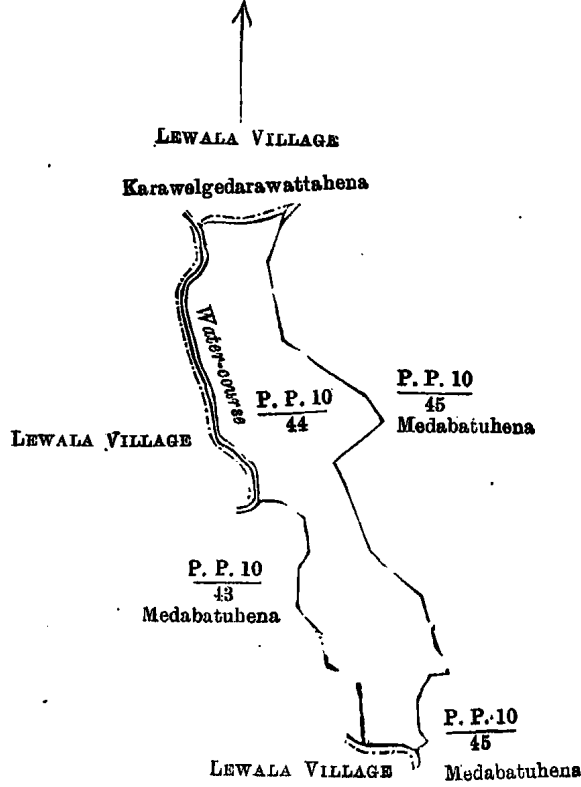 LEWALA VILLAGE
Karawelgedarawattahena
Water-course
P. P. 10
44
P. P. 10
45
Medabatuhena
LEWALA VILLAGE
P. P. 10
43
Medabatuhena
P. P. 10
45
LEWALA VILLAGE
Medabatuhena